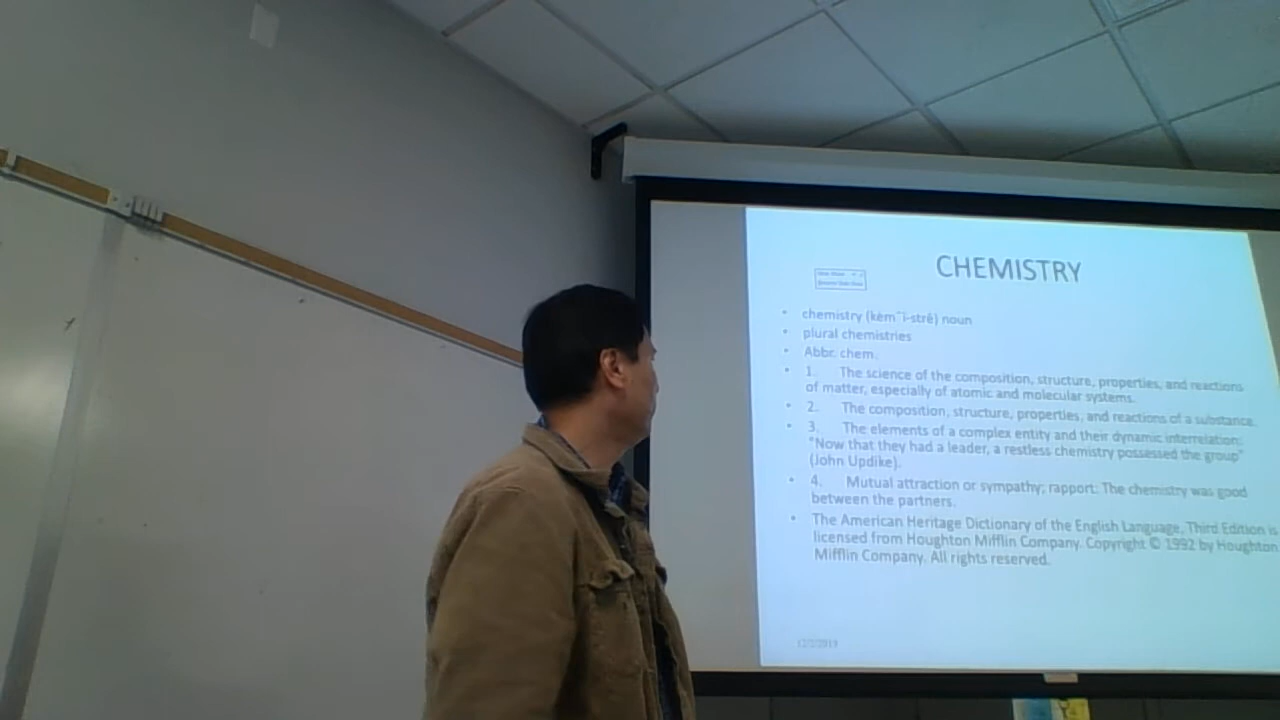 CHEMISTRY
• chemistry (kèm´î-strê) noun
• plural chemistries
• Abbr. chem.
• 1. The science of the composition, structure, properties, and reactions
of matter, especially of atomic and molecular systems.
• 2. The composition, structure, properties, and reactions of a substance.
• 3. The elements of a complex entity and their dynamic interrelation:
"Now that they had a leader, a restless chemistry possessed the group"
(John Updike).
• 4. Mutual attraction or sympathy; rapport: The chemistry was good
between the partners.
• The American Heritage Dictionary of the English Language, Third Edition is
licensed from Houghton Mifflin Company. Copyright © 1992 by Houghton
Mifflin Company. All rights reserved.